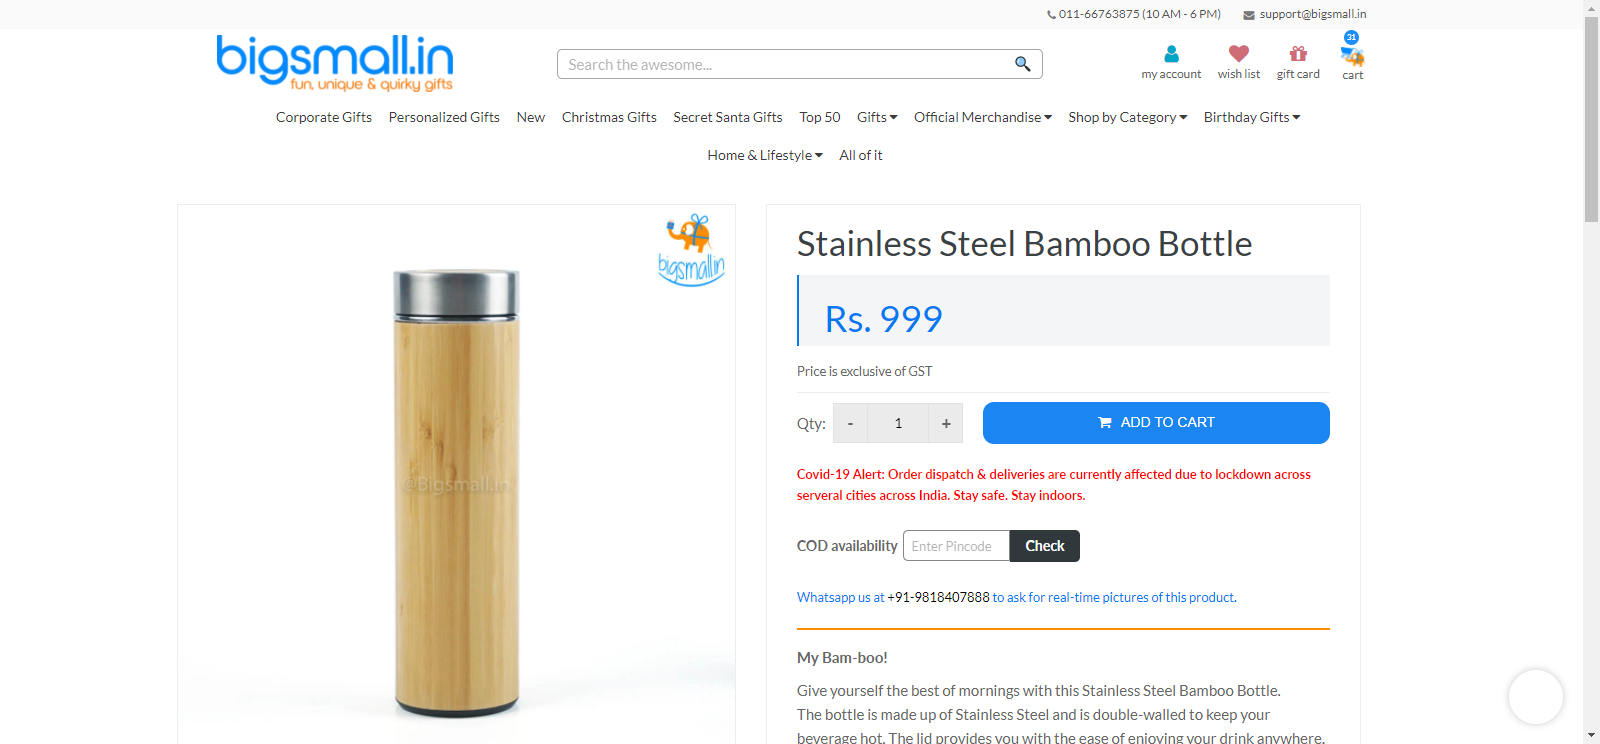 011-66763875 (10 AM - 6 PM) support@bigsmall.in
bigsmall.in
fun, unique & quirky gifts
Search the awesome...
31
my account wish list gift card cart
Corporate Gifts Personalized Gifts New Christmas Gifts Secret Santa Gifts Top 50 Gifts Official Merchandise Shop by Category Birthday Gifts
Home & Lifestyle All of it
bigsmall.in
@Bigsmall.in
Stainless Steel Bamboo Bottle
Rs. 999
Price is exclusive of GST
Qty: - 1 + ADD TO CART
Covid-19 Alert: Order dispatch & deliveries are currently affected due to lockdown across
serveral cities across India. Stay safe. Stay indoors.
COD availability Enter Pincode Check
Whatsapp us at +91-9818407888 to ask for real-time pictures of this product.
My Bam-boo!
Give yourself the best of mornings with this Stainless Steel Bamboo Bottle.
The bottle is made up of Stainless Steel and is double-walled to keep your
beverage hot. The lid provides you with the ease of enjoying your drink anywhere.